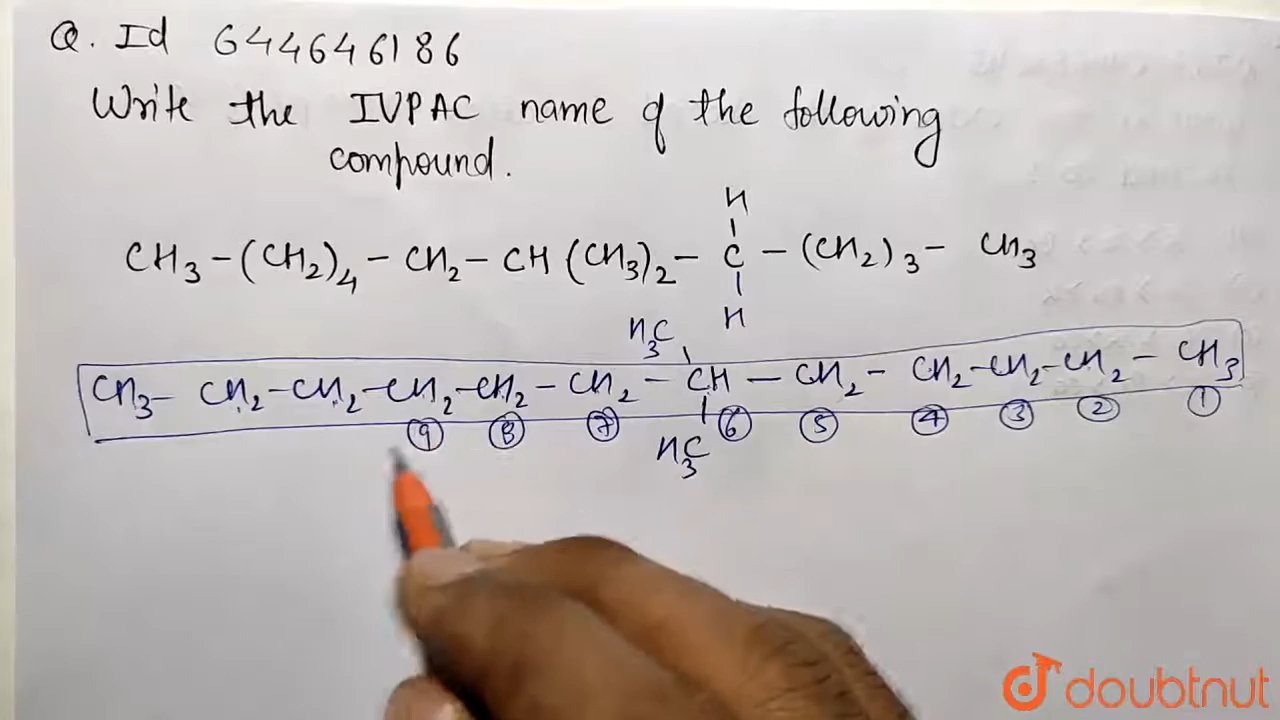 Q. Id 644646186
Write the IUPAC name of the following
compound.
H
CH3-(CH2)4-CH2-CH(CH3)2-C-(CH2)3-CH3
H
H3C
CH3-CH2-CH2-CH2-CH2-CH2-CH-CH2-CH2-CH2-CH2-CH3
9 8 7 6 5 4 3 2 1
H3C
doubtnut